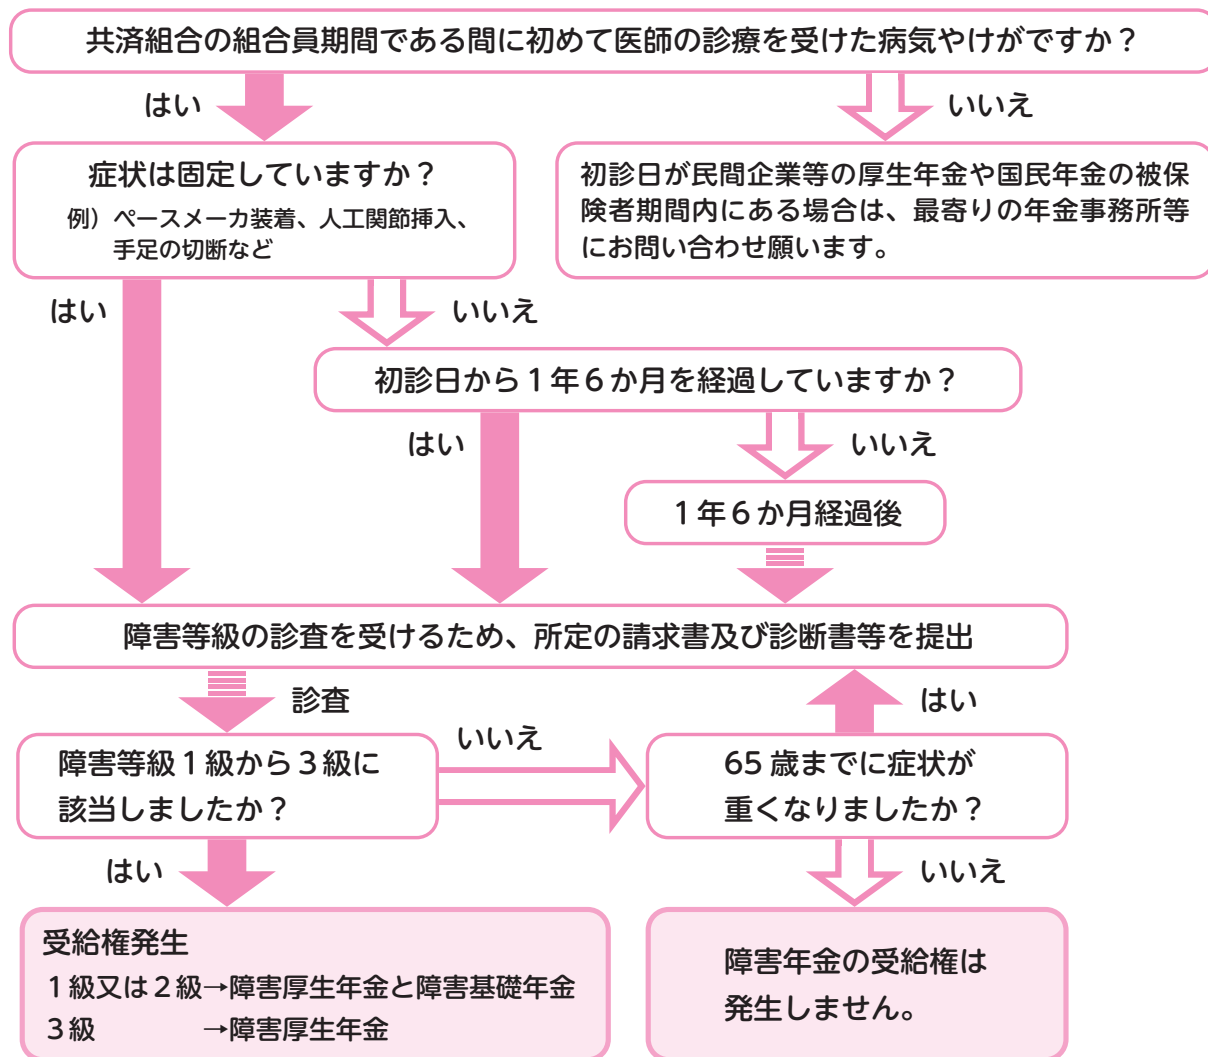 共済組合の組合員期間である間に初めて医師の診療を受けた病気やけがですか？
はい
いいえ
症状は固定していますか？
例）ペースメーカ装着、人工関節挿入、
手足の切断など
初診日が民間企業等の厚生年金や国民年金の被保
険者期間内にある場合は、最寄りの年金事務所等
にお問い合わせ願います。
はい
いいえ
初診日から１年６か月を経過していますか？
はい
いいえ
１年６か月経過後
障害等級の診査を受けるため、所定の請求書及び診断書等を提出
診査
はい
障害等級１級から３級に
該当しましたか？
いいえ
65歳までに症状が
重くなりましたか？
はい
いいえ
受給権発生
１級又は２級→障害厚生年金と障害基礎年金
３級　　　　→障害厚生年金
障害年金の受給権は
発生しません。